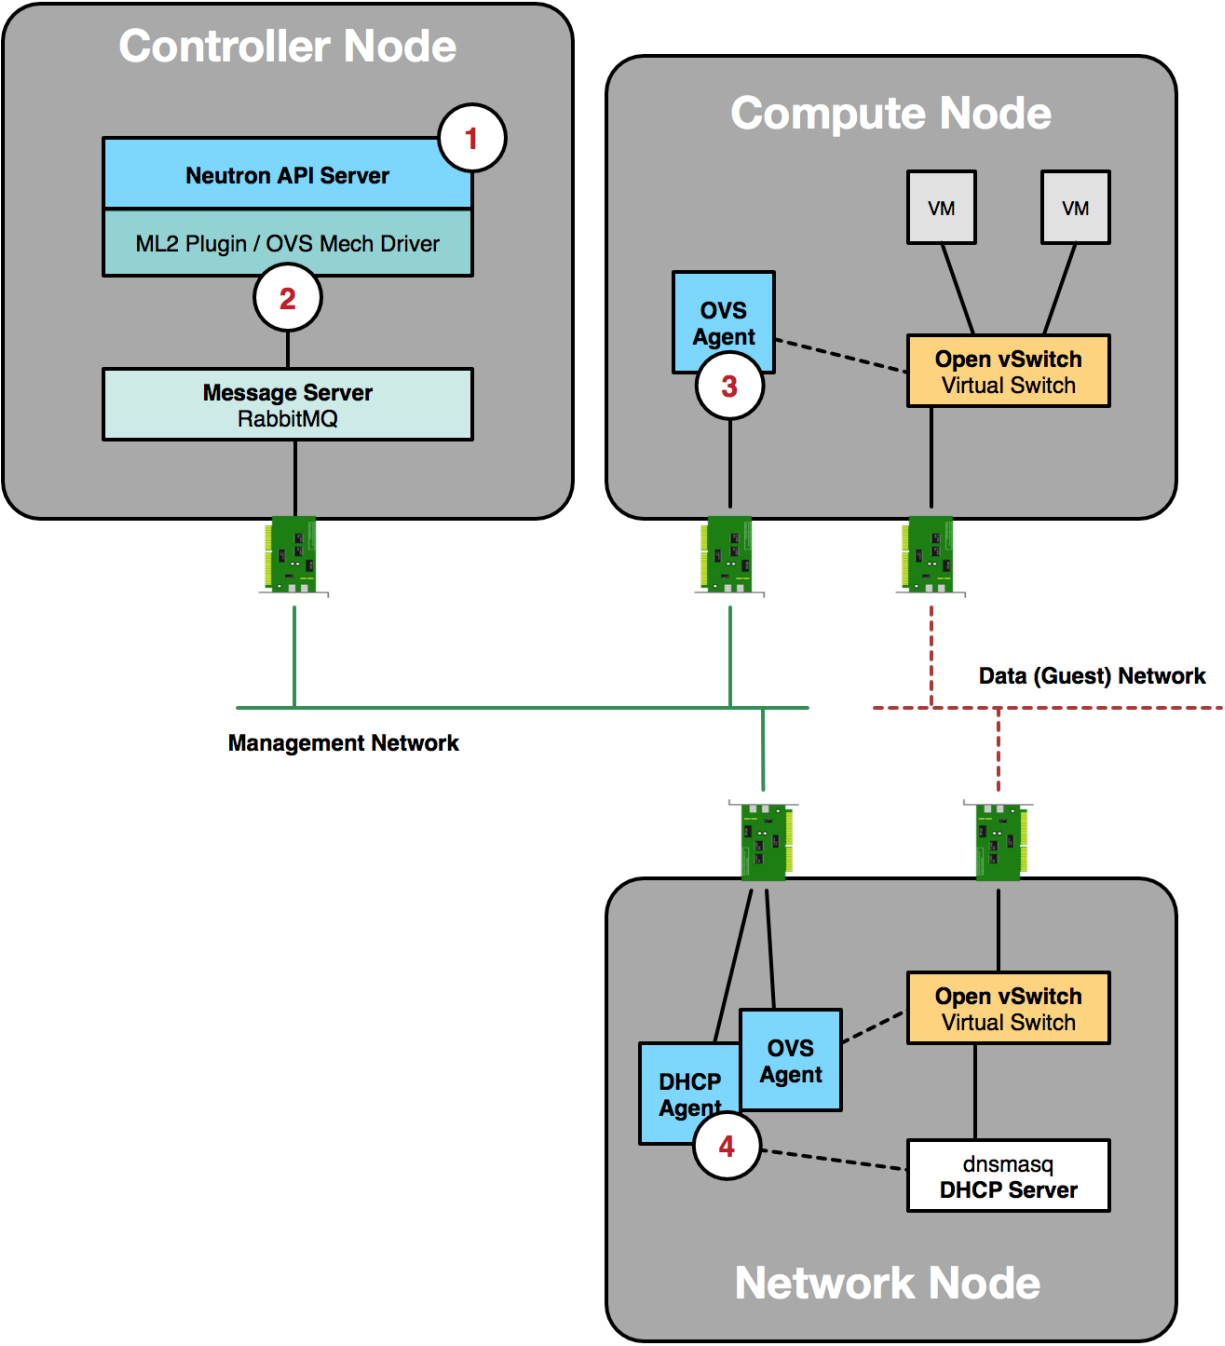 Controller Node
1
Neutron API Server
ML2 Plugin / OVS Mech Driver
2
Message Server
RabbitMQ
Compute Node
VM
VM
OVS
Agent
3
Open vSwitch
Virtual Switch
Data (Guest) Network
Management Network
Open vSwitch
Virtual Switch
OVS
Agent
DHCP
Agent
4
dnsmasq
DHCP Server
Network Node